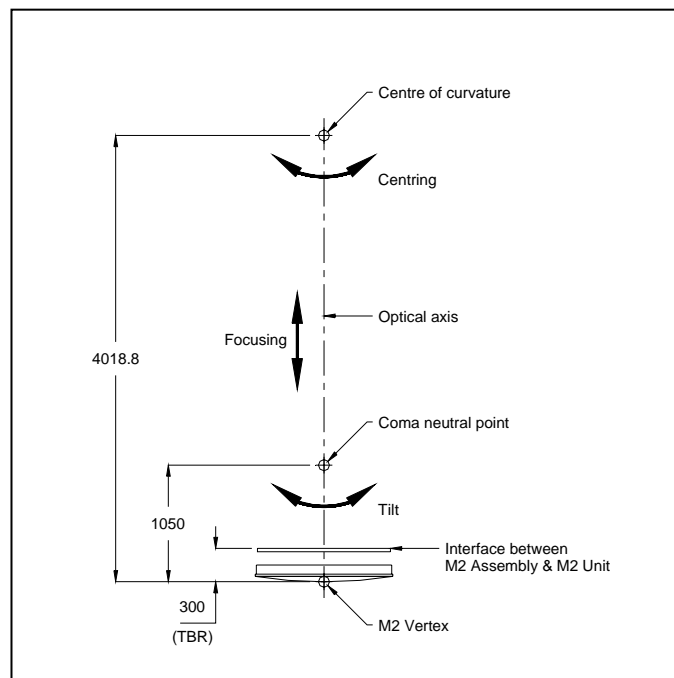 Centre of curvature
Centring
Optical axis
Focusing
4018.8
Coma neutral point
Tilt
1050
Interface between
M2 Assembly & M2 Unit
300
(TBR)
M2 Vertex